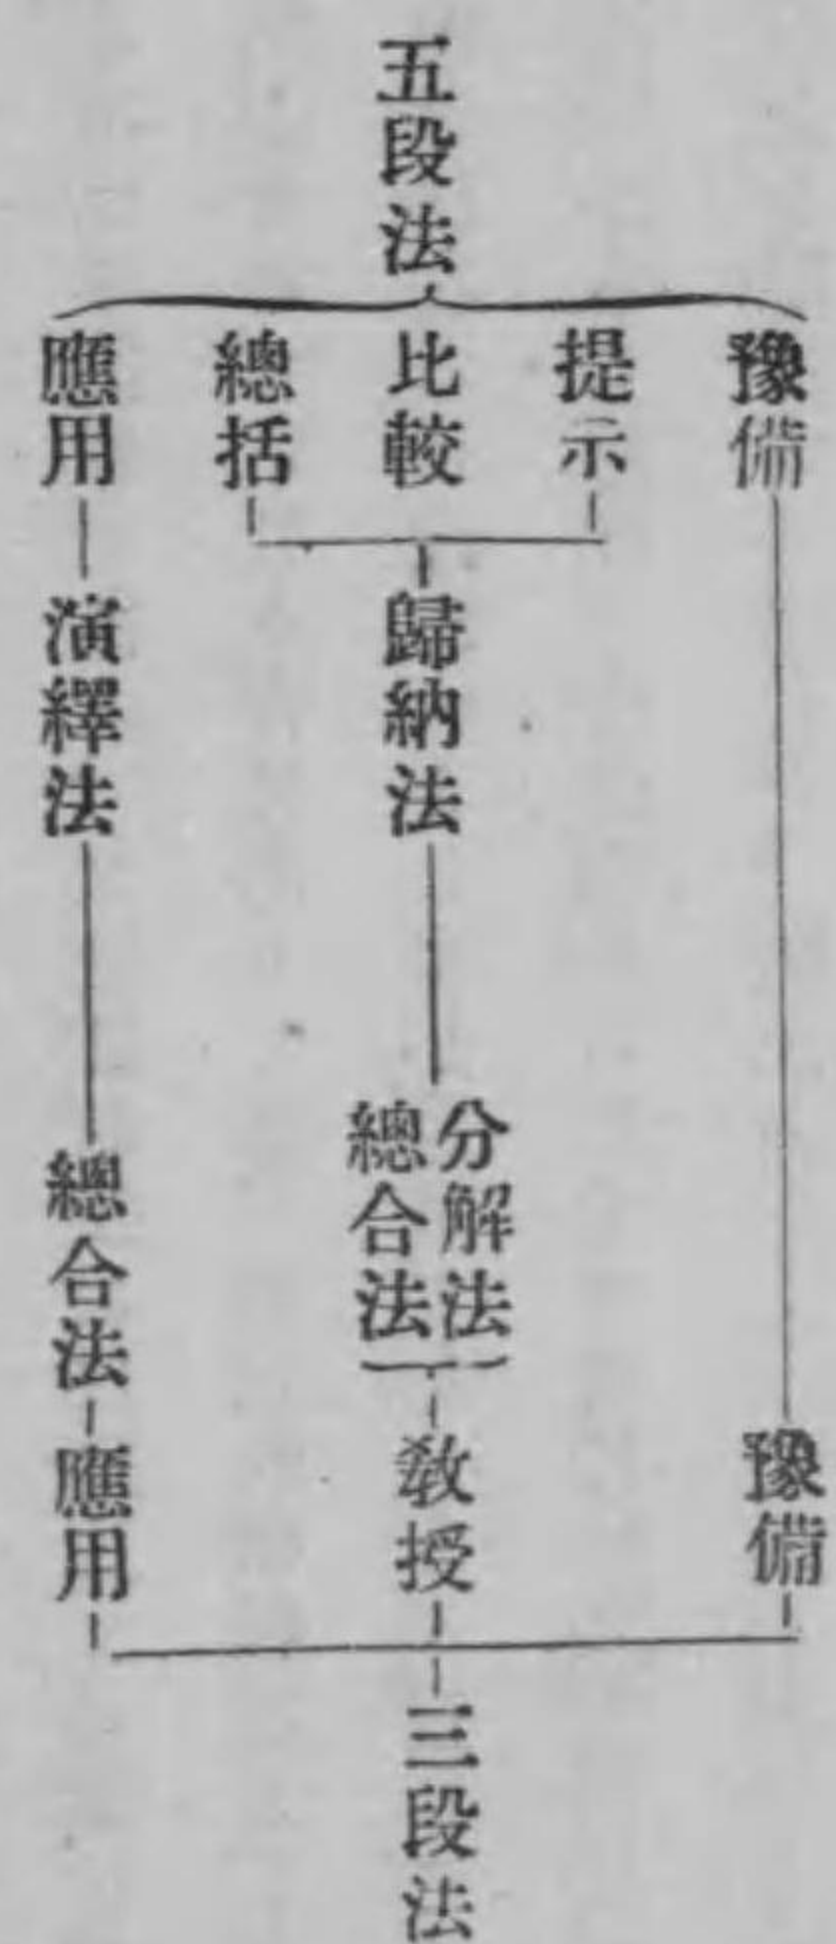 五段法
豫備
提示
比較
總括
應用
歸納法
演繹法
分解法
總合法
總合法
豫備
教授
應用
三段法